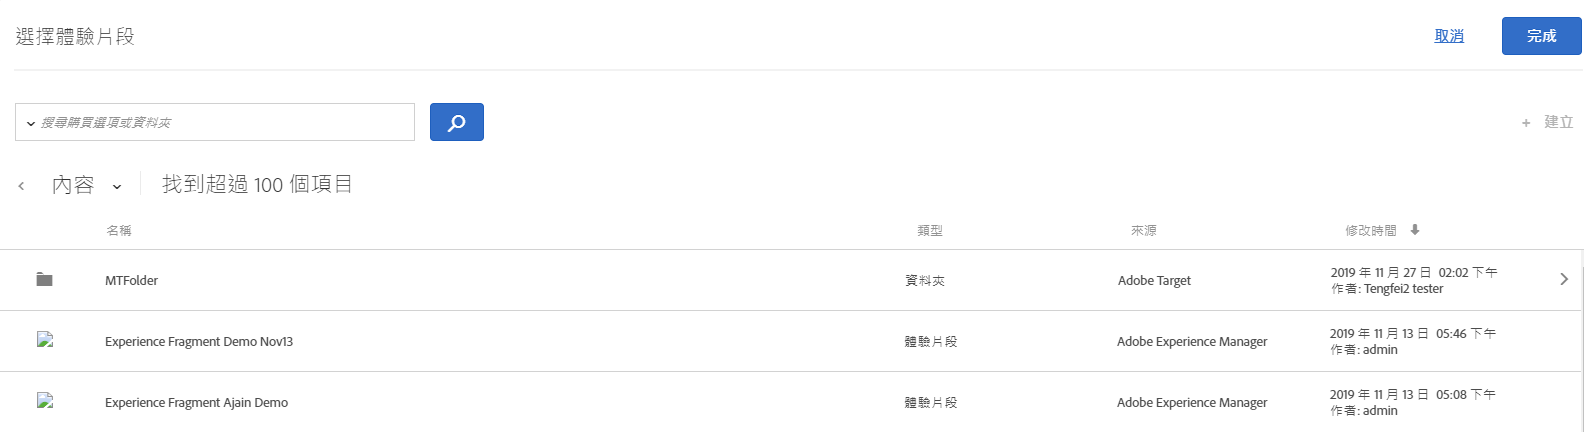 選擇體驗片段
取消
完成
搜尋購買選項或資料夾
+ 建立
內容
找到超過 100 個項目
名稱 類型 來源 修改時間
MTFolder 資料夾 Adobe Target 2019 年 11 月 27 日 02:02 下午
作者: Tengfei2 tester
Experience Fragment Demo Nov13 體驗片段 Adobe Experience Manager 2019 年 11 月 13 日 05:46 下午
作者: admin
Experience Fragment Ajain Demo 體驗片段 Adobe Experience Manager 2019 年 11 月 13 日 05:08 下午
作者: admin